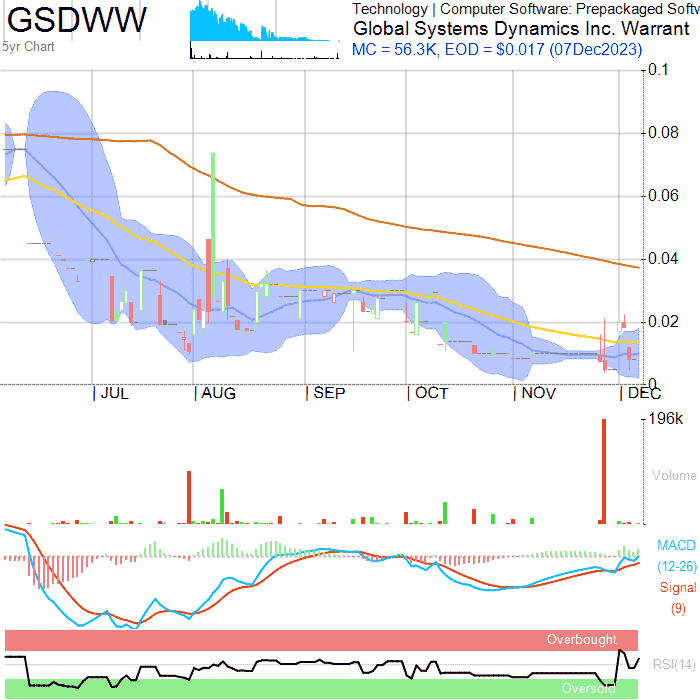 GSDWW
5yr Chart
Technology | Computer Software: Prepackaged Softw
Global Systems Dynamics Inc. Warrant
MC = 56.3K, EOD = $0.017 (07Dec2023)
0.1
0.08
0.06
0.04
0.02
0
JUL AUG SEP OCT NOV DEC
196k
Volume
MACD
(12-26)
Signal
(9)
Overbought
RSI(14)
Oversold